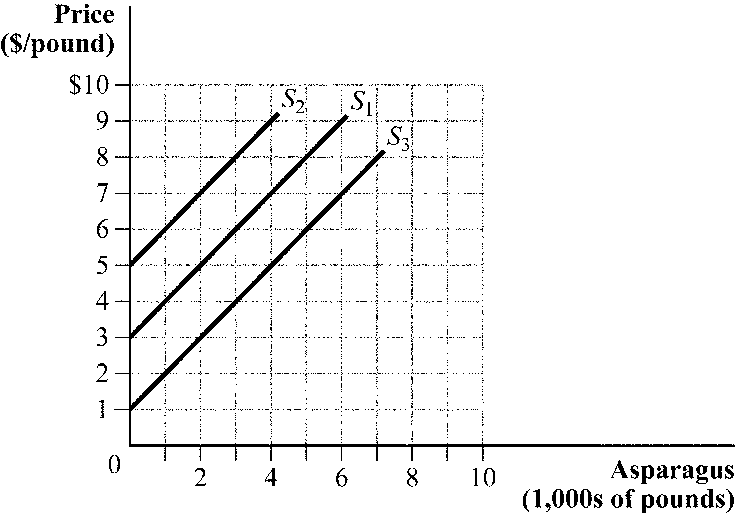 Price
($/pound)
$10
9
8
7
6
5
4
3
2
1
0
S2
S1
S3
2
4
6
8
10
Asparagus
(1,000s of pounds)